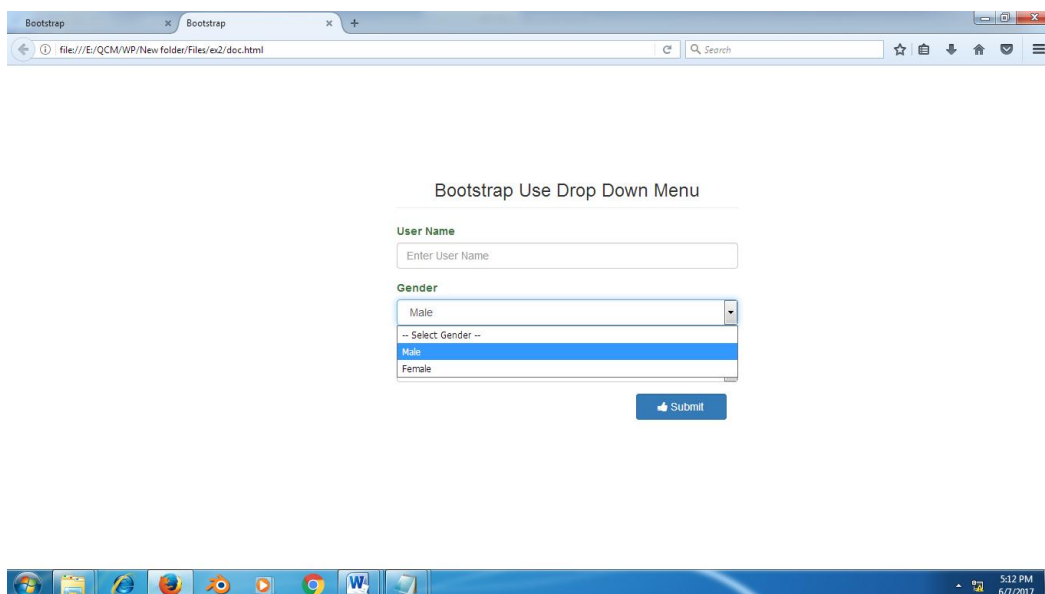 Bootstrap
Bootstrap
file:///E:/QCM/WP/New folder/Files/ex2/doc.html
Search
Bootstrap Use Drop Down Menu
User Name
Enter User Name
Gender
Male
-- Select Gender --
Male
Female
Submit
W
5:12 PM
6/7/2017